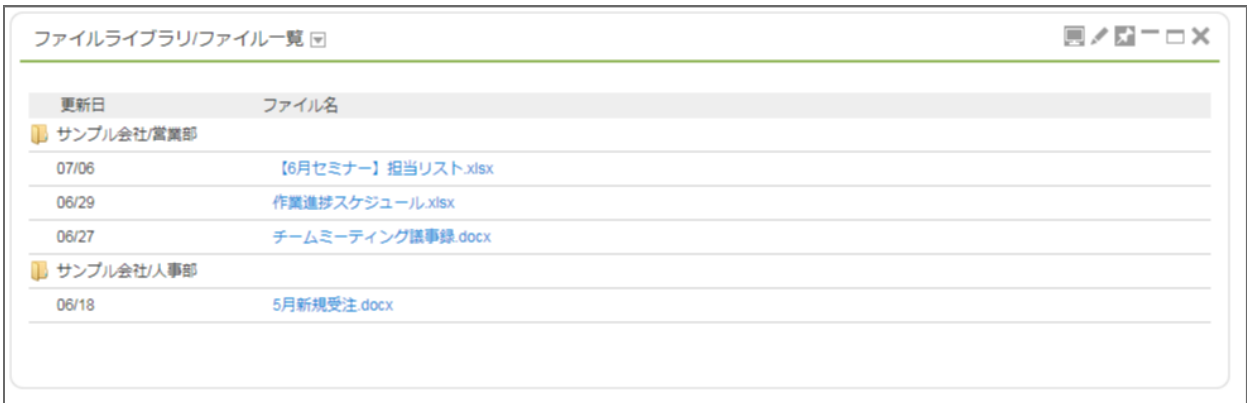 ファイルライブラリ/ファイル一覧
更新日 ファイル名
サンプル会社/営業部
07/06 【6月セミナー】担当リスト.xlsx
06/29 作業進捗スケジュール.xlsx
06/27 チームミーティング議事録.docx
サンプル会社/人事部
06/18 5月新規受注.docx